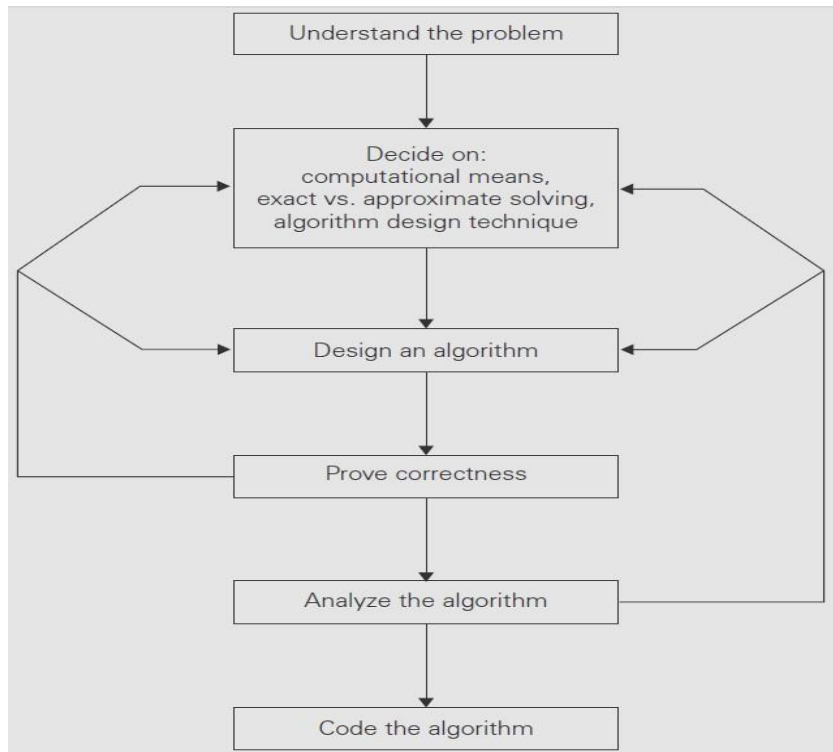 Understand the problem
Decide on:
computational means,
exact vs. approximate solving,
algorithm design technique
Design an algorithm
Prove correctness
Analyze the algorithm
Code the algorithm